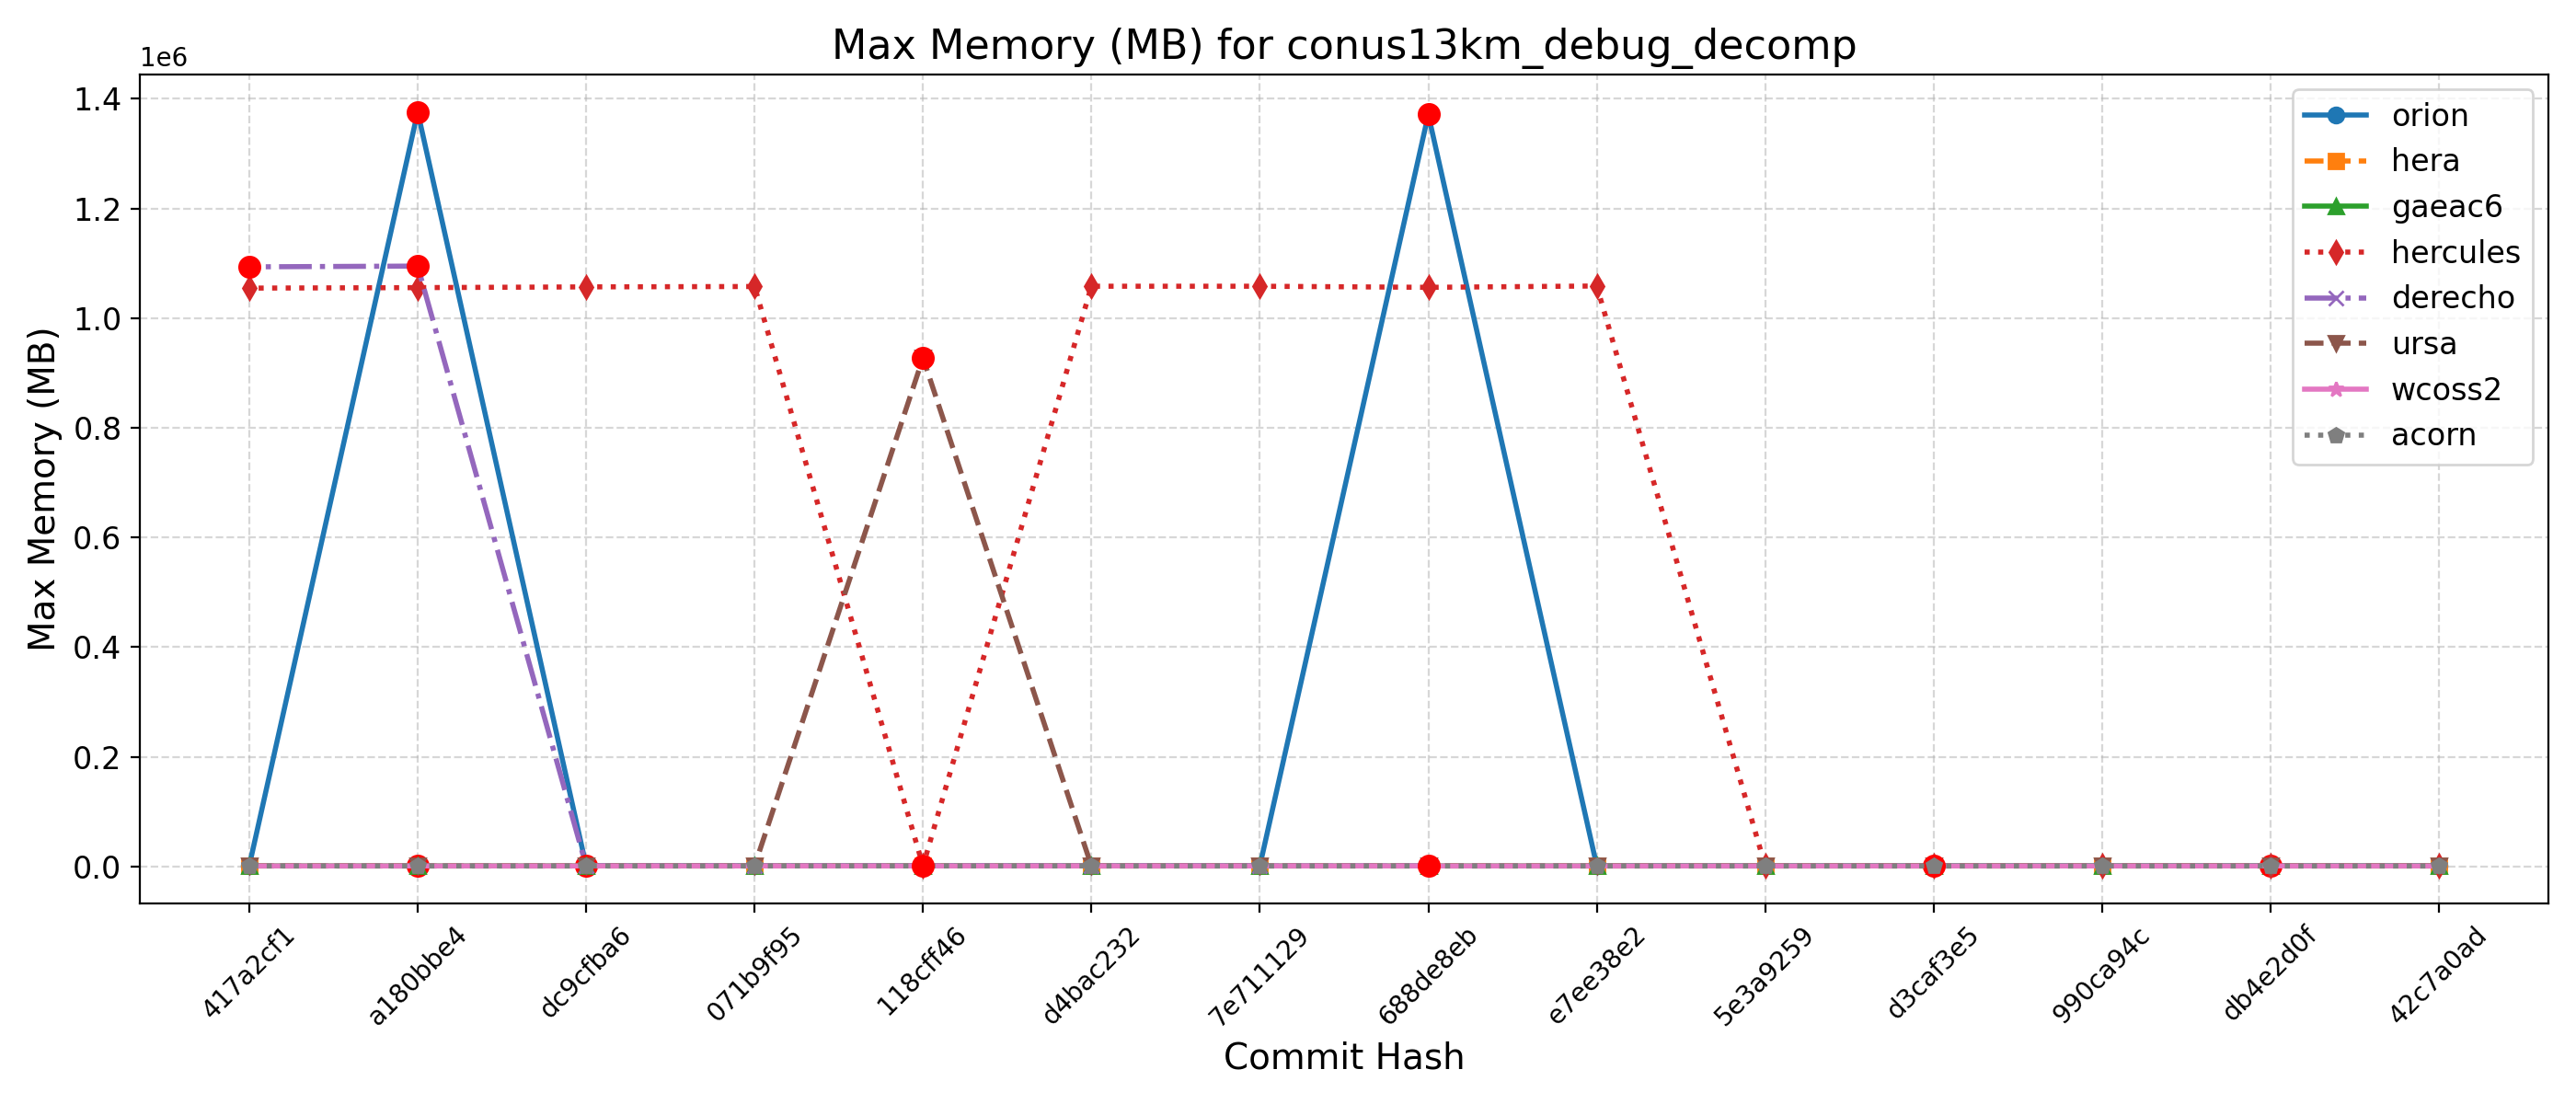 Max Memory (MB) for conus13km_debug_decomp
1e6
1.4
1.2
1.0
0.8
0.6
0.4
0.2
0.0
Max Memory (MB)
orion
hera
gaeac6
hercules
derecho
ursa
wcoss2
acorn
417a2cf1
a180bbe4
dc9cfba6
071b9f95
118cff46
d4bac232
7e711129
688de8eb
e7ee38e2
5e3a9259
d3caf3e5
990ca94c
db4e2d0f
42c7a0ad
Commit Hash